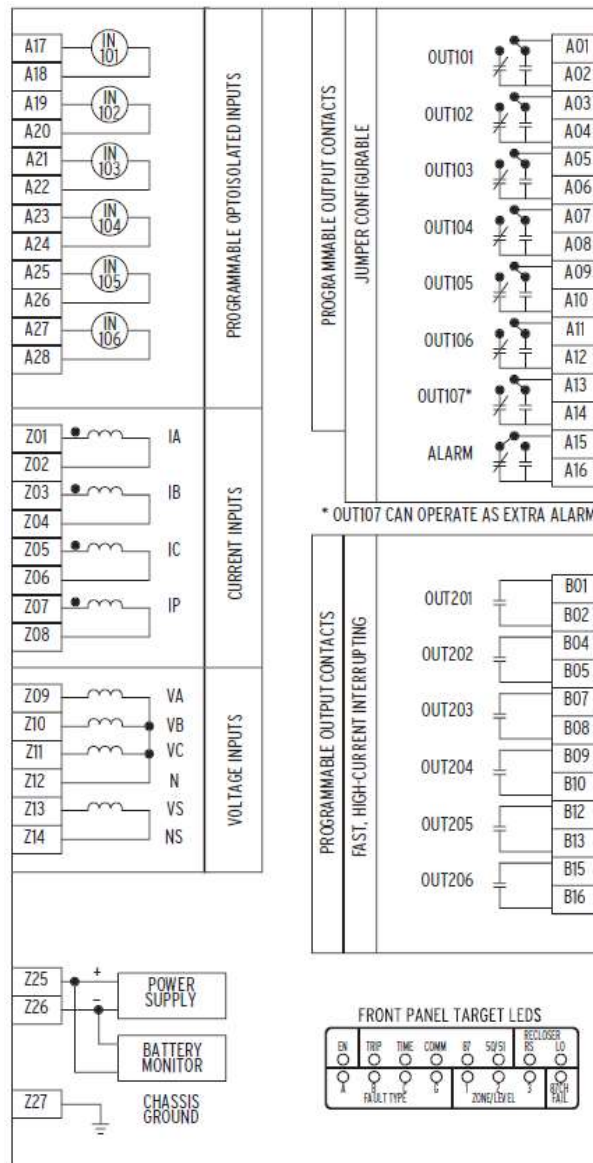 A17
IN
101
A18
A19
IN
102
A20
A21
IN
103
A22
A23
IN
104
A24
A25
IN
105
A26
A27
IN
106
A28
PROGRAMMABLE OPTOISOLATED INPUTS
Z01
IA
Z02
Z03
IB
Z04
Z05
IC
Z06
Z07
IP
Z08
CURRENT INPUTS
Z09
VA
Z10
VB
Z11
VC
Z12
N
Z13
VS
Z14
NS
VOLTAGE INPUTS
Z25
+
POWER
SUPPLY
Z26
–
BATTERY
MONITOR
Z27
CHASSIS
GROUND
PROGRAMMABLE OUTPUT CONTACTS
JUMPER CONFIGURABLE
OUT101
A01
A02
OUT102
A03
A04
OUT103
A05
A06
OUT104
A07
A08
OUT105
A09
A10
OUT106
A11
A12
OUT107*
A13
A14
ALARM
A15
A16
* OUT107 CAN OPERATE AS EXTRA ALARM
PROGRAMMABLE OUTPUT CONTACTS
FAST, HIGH-CURRENT INTERRUPTING
OUT201
B01
B02
OUT202
B04
B05
OUT203
B07
B08
OUT204
B09
B10
OUT205
B12
B13
OUT206
B15
B16
FRONT PANEL TARGET LEDS
RECLOSER
EN TRIP TIME COMM 87 50/51 RS LO
A B C G 1 2 3 87CH
FAIL
FAULT TYPE ZONE/LEVEL